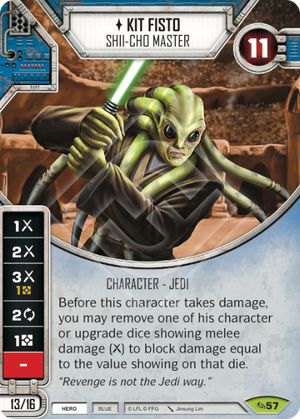 KIT FISTO
SHII-CHO MASTER
11
1
2
3
1
2
1
-
CHARACTER - JEDI
Before this character takes damage,
you may remove one of his character
or upgrade dice showing melee
damage ( ) to block damage equal
to the value showing on that die.
"Revenge is not the Jedi way."
13/16
HERO
BLUE
© LFL © FFG
Jinsung Lim
57